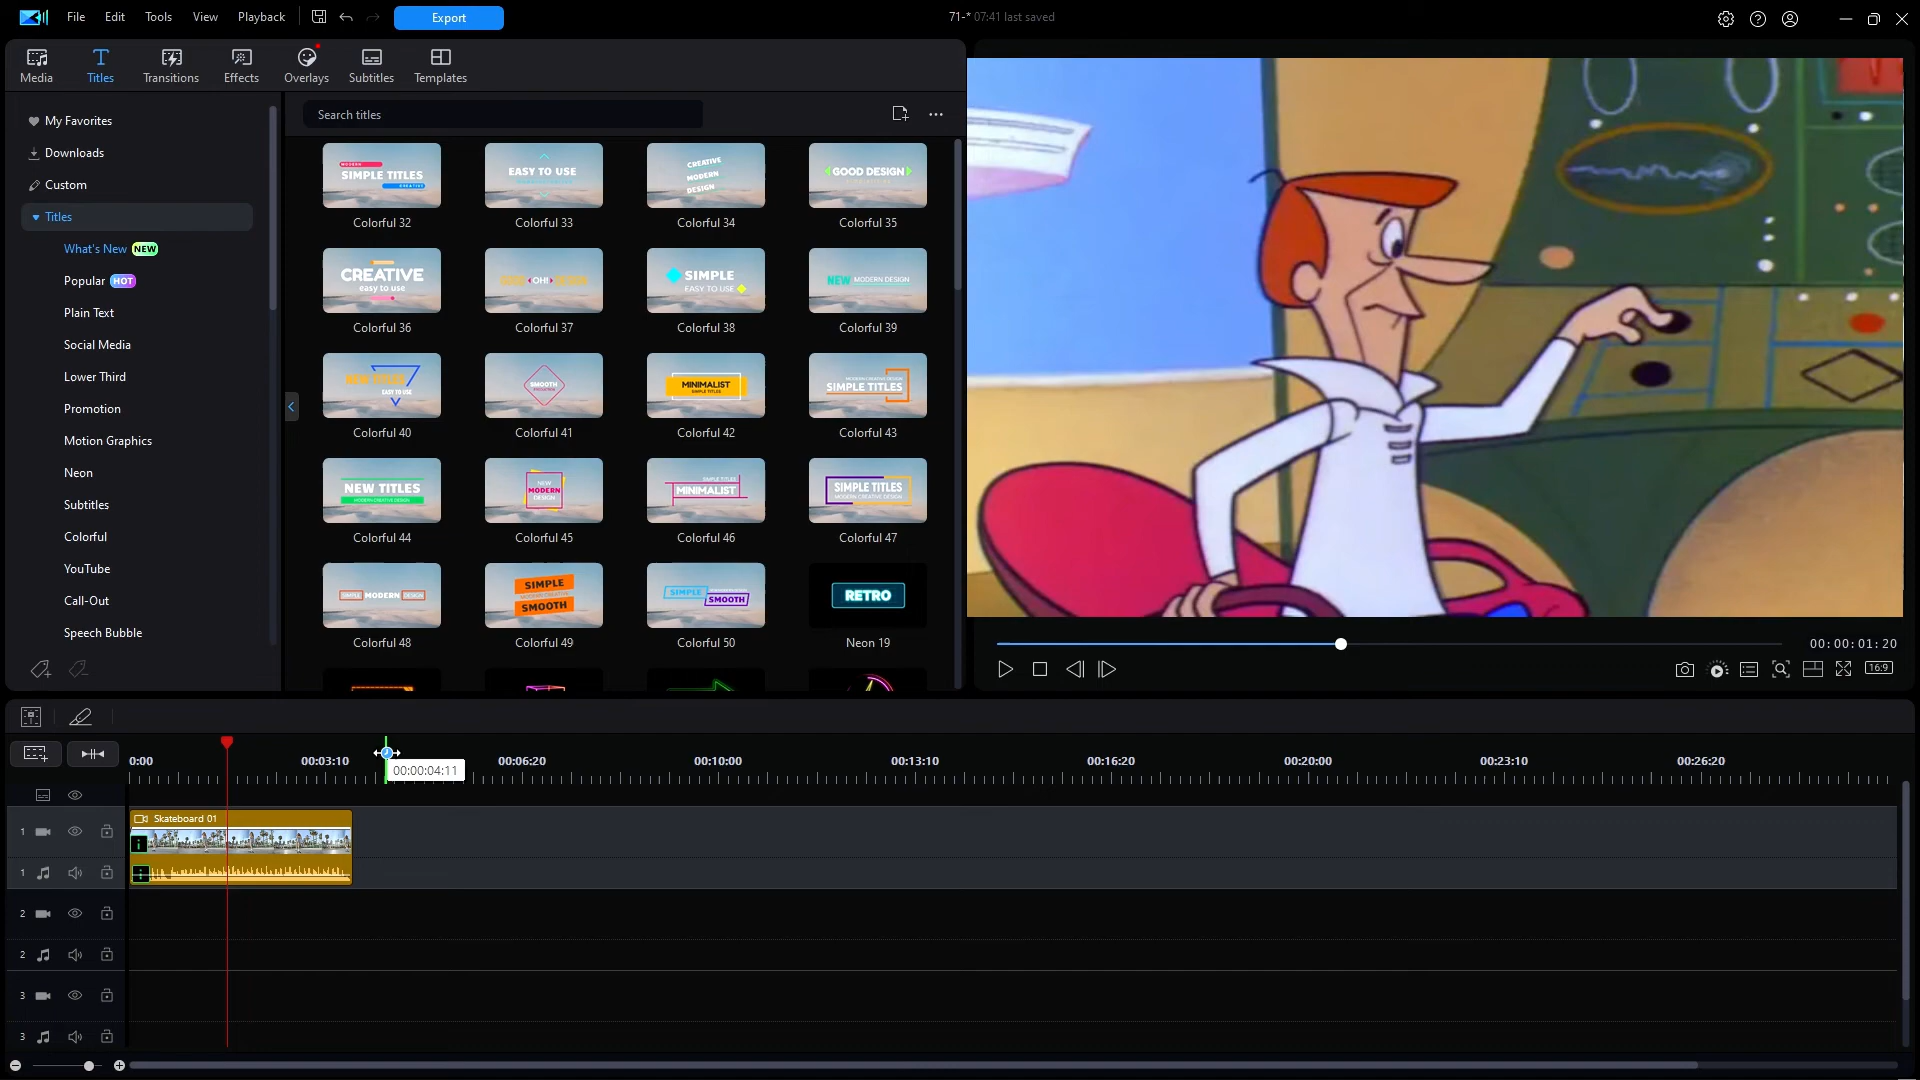 File Edit Tools View Playback Export 71-* 07:41 last saved
Media Titles Transitions Effects Overlays Subtitles Templates
My Favorites
Downloads
Custom
Titles
What's New NEW
Popular HOT
Plain Text
Social Media
Lower Third
Promotion
Motion Graphics
Neon
Subtitles
Colorful
YouTube
Call-Out
Speech Bubble
Search titles
MODERN
SIMPLE TITLES
CREATIVE
EASY TO USE
CREATIVE
MODERN
DESIGN
GOOD DESIGN
Colorful 32 Colorful 33 Colorful 34 Colorful 35
CREATIVE
easy to use
OH!
SIMPLE
EASY TO USE
NEW MODERN DESIGN
Colorful 36 Colorful 37 Colorful 38 Colorful 39
NEW TITLES
EASY TO USE
SMOOTH
MINIMALIST
SIMPLE TITLES
MODERN CREATIVE DESIGN
SIMPLE TITLES
Colorful 40 Colorful 41 Colorful 42 Colorful 43
NEW TITLES
MODERN CREATIVE DESIGN
NEW
MODERN
DESIGN
SIMPLE TITLES
MINIMALIST
SIMPLE TITLES
MODERN CREATIVE DESIGN
Colorful 44 Colorful 45 Colorful 46 Colorful 47
SIMPLE MODERN DESIGN
SIMPLE
MODERN CREATIVE
SMOOTH
SIMPLE
SMOOTH
RETRO
Colorful 48 Colorful 49 Colorful 50 Neon 19
00:00:01:20
16:9
0:00 00:03:10 00:06:20 00:10:00 00:13:10 00:16:20 00:20:00 00:23:10 00:26:20
00:00:04:11
Skateboard 01
i
1
1
i
2
2
3
3